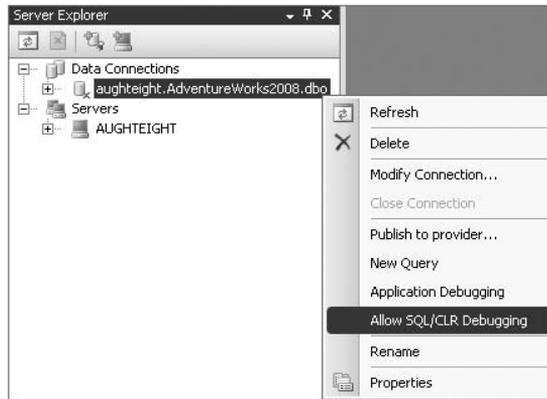 Server Explorer
Data Connections
aughteight.AdventureWorks2008.dbo
Servers
AUGHTEIGHT
Refresh
Delete
Modify Connection...
Close Connection
Publish to provider...
New Query
Application Debugging
Allow SQL/CLR Debugging
Rename
Properties